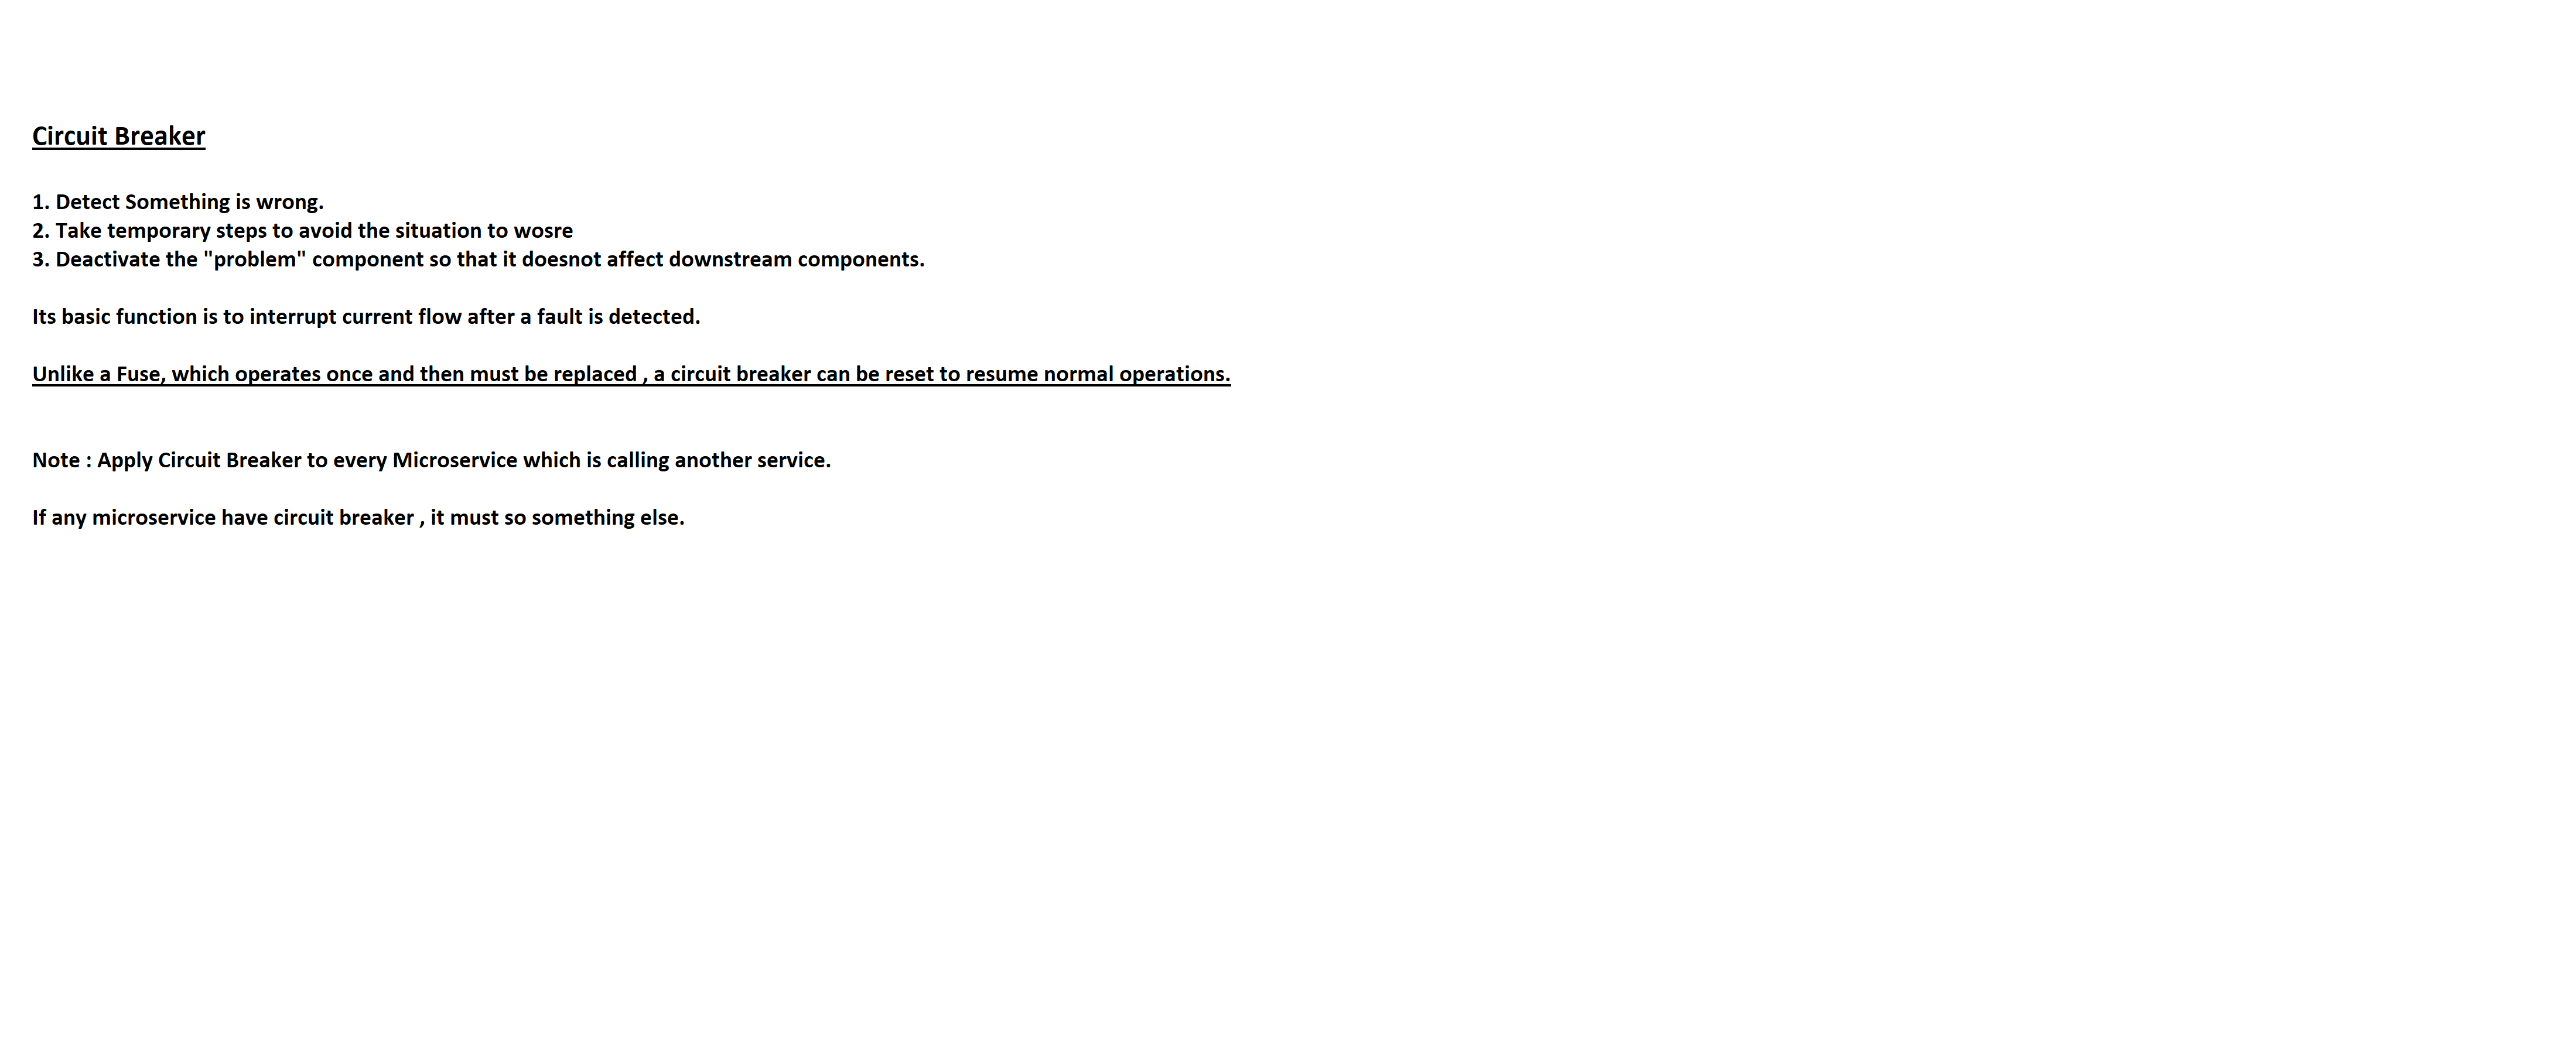 Circuit Breaker
1. Detect Something is wrong.
2. Take temporary steps to avoid the situation to wosre
3. Deactivate the "problem" component so that it doesnot affect downstream components.
Its basic function is to interrupt current flow after a fault is detected.
Unlike a Fuse, which operates once and then must be replaced , a circuit breaker can be reset to resume normal operations.
Note : Apply Circuit Breaker to every Microservice which is calling another service.
If any microservice have circuit breaker , it must so something else.